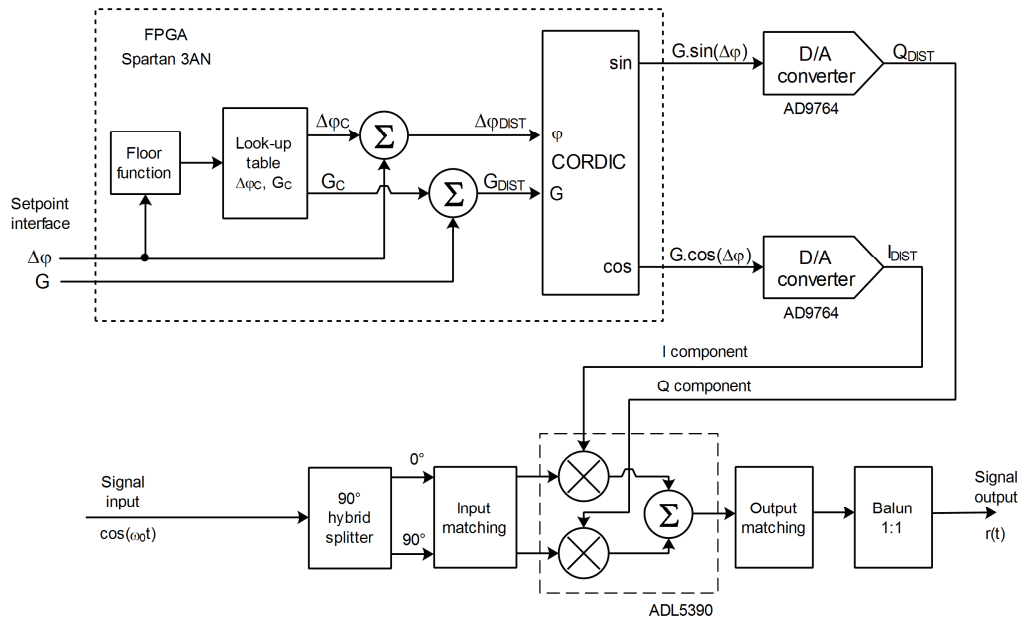 FPGA
Spartan 3AN
Floor
function
Look-up
table
ΔφC, GC
ΔφC
GC
Σ
Σ
ΔφDIST
GDIST
sin
φ
CORDIC
G
cos
G.sin(Δφ)
G.cos(Δφ)
D/A
converter
AD9764
QDIST
D/A
converter
AD9764
IDIST
Setpoint
interface
Δφ
G
I component
Q component
Signal
input
cos(ω0t)
90°
hybrid
splitter
0°
90°
Input
matching
Σ
ADL5390
Output
matching
Balun
1:1
Signal
output
r(t)